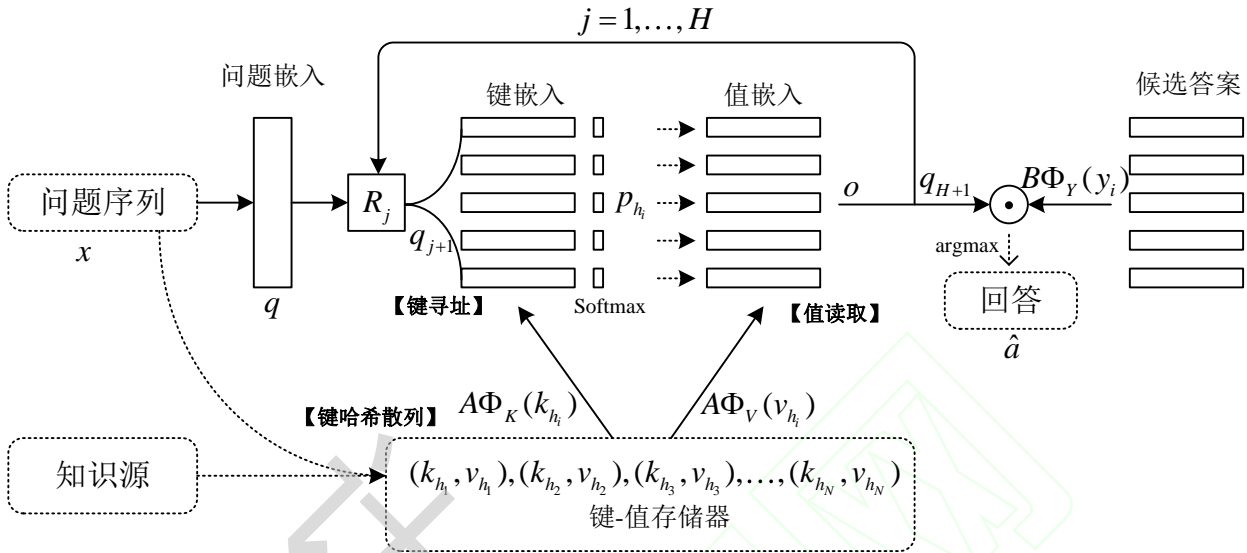 j = 1,…,H
问题嵌入
键嵌入
值嵌入
候选答案
问题序列
x
q
R_j
q_{j+1}
p_{h_i}
o
q_{H+1}
BΦ_Y(y_i)
argmax
回答
â
【键寻址】
Softmax
【值读取】
【键哈希散列】
AΦ_K(k_{h_i})
AΦ_V(v_{h_i})
知识源
(k_{h_1},v_{h_1}),(k_{h_2},v_{h_2}),(k_{h_3},v_{h_3}),…,(k_{h_N},v_{h_N})
键-值存储器